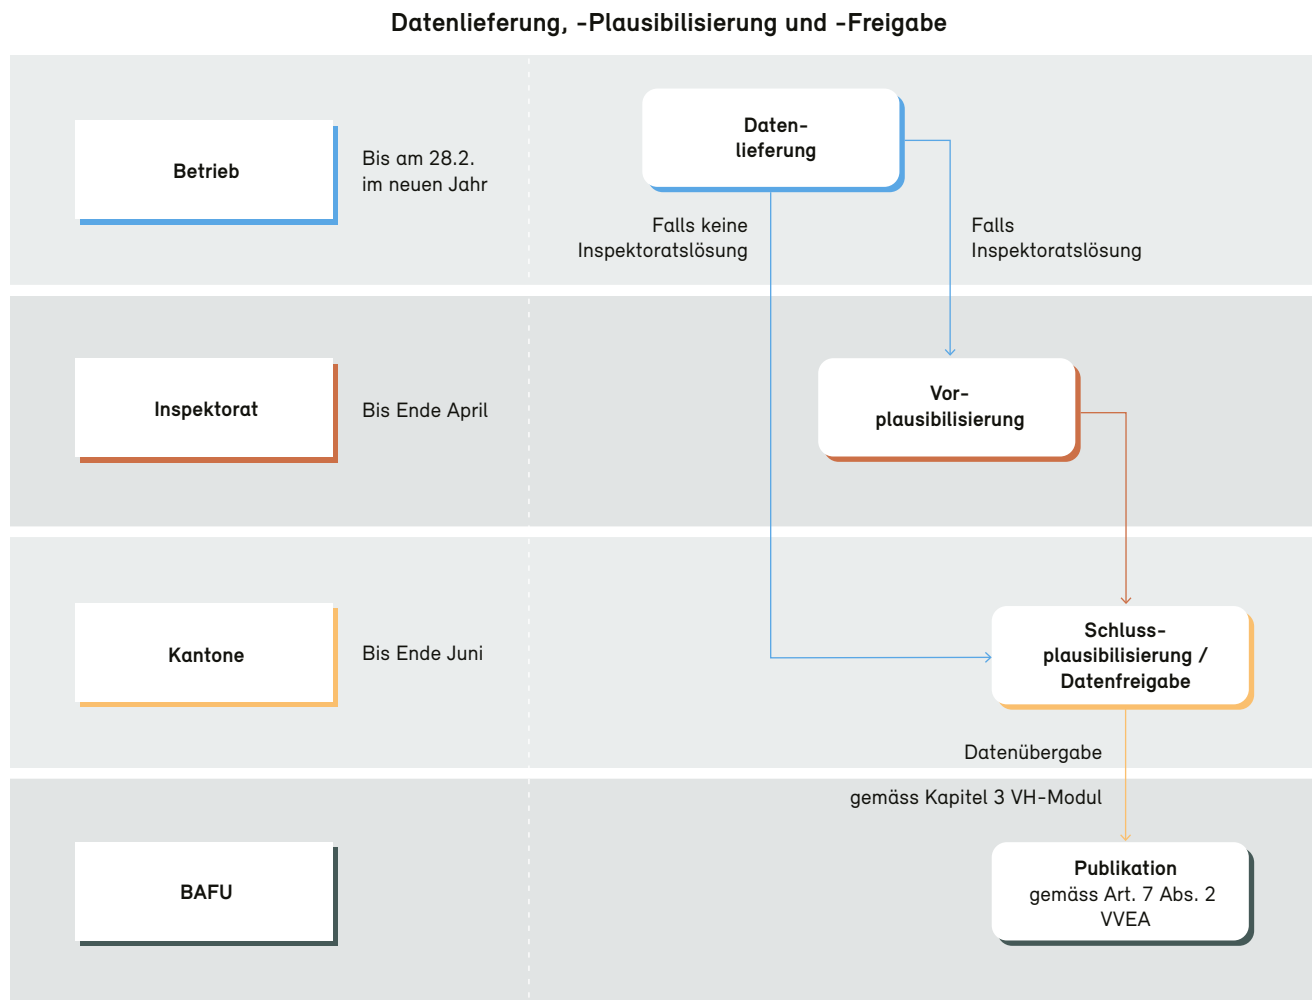 Datenlieferung, -Plausibilisierung und -Freigabe
Betrieb
Bis am 28.2.
im neuen Jahr
Daten-
lieferung
Falls keine
Inspektoratslösung
Falls
Inspektoratslösung
Inspektorat
Bis Ende April
Vor-
plausibilisierung
Kantone
Bis Ende Juni
Schluss-
plausibilisierung /
Datenfreigabe
Datenübergabe
gemäss Kapitel 3 VH-Modul
BAFU
Publikation
gemäss Art. 7 Abs. 2
VVEA